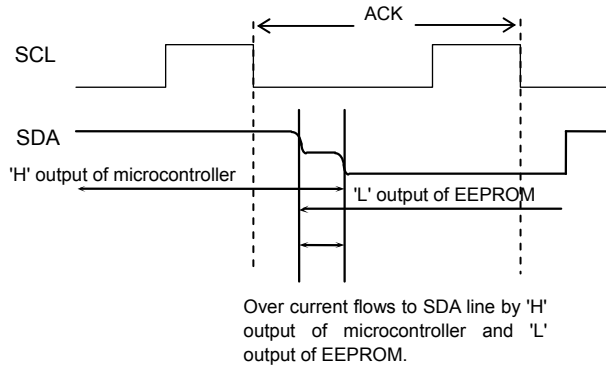 ACK
SCL
SDA
'H' output of microcontroller
'L' output of EEPROM
Over current flows to SDA line by 'H'
output of microcontroller and 'L'
output of EEPROM.